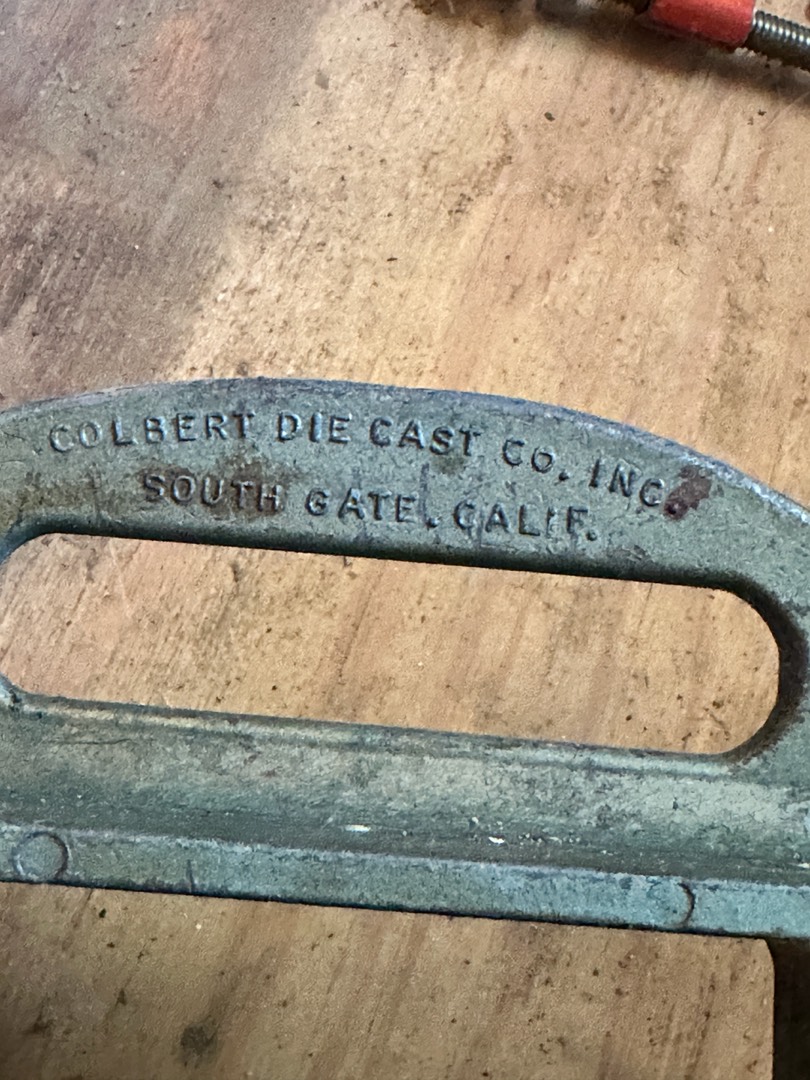 COLBERT DIE CAST CO. INC.
SOUTH GATE, CALIF.